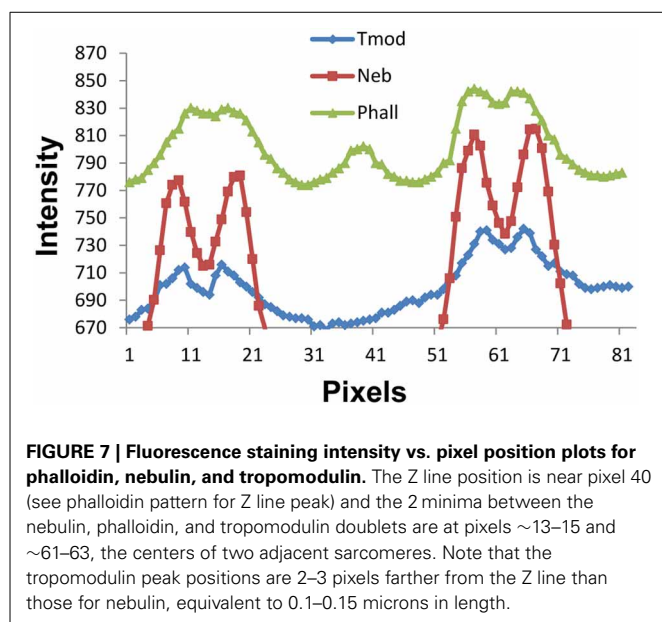 Tmod
Neb
Phall
870
850
830
810
790
770
750
730
710
690
670
Intensity
1 11 21 31 41 51 61 71 81
Pixels
FIGURE 7 | Fluorescence staining intensity vs. pixel position plots for
phalloidin, nebulin, and tropomodulin. The Z line position is near pixel 40
(see phalloidin pattern for Z line peak) and the 2 minima between the
nebulin, phalloidin, and tropomodulin doublets are at pixels ∼13–15 and
∼61–63, the centers of two adjacent sarcomeres. Note that the
tropomodulin peak positions are 2–3 pixels farther from the Z line than
those for nebulin, equivalent to 0.1–0.15 microns in length.